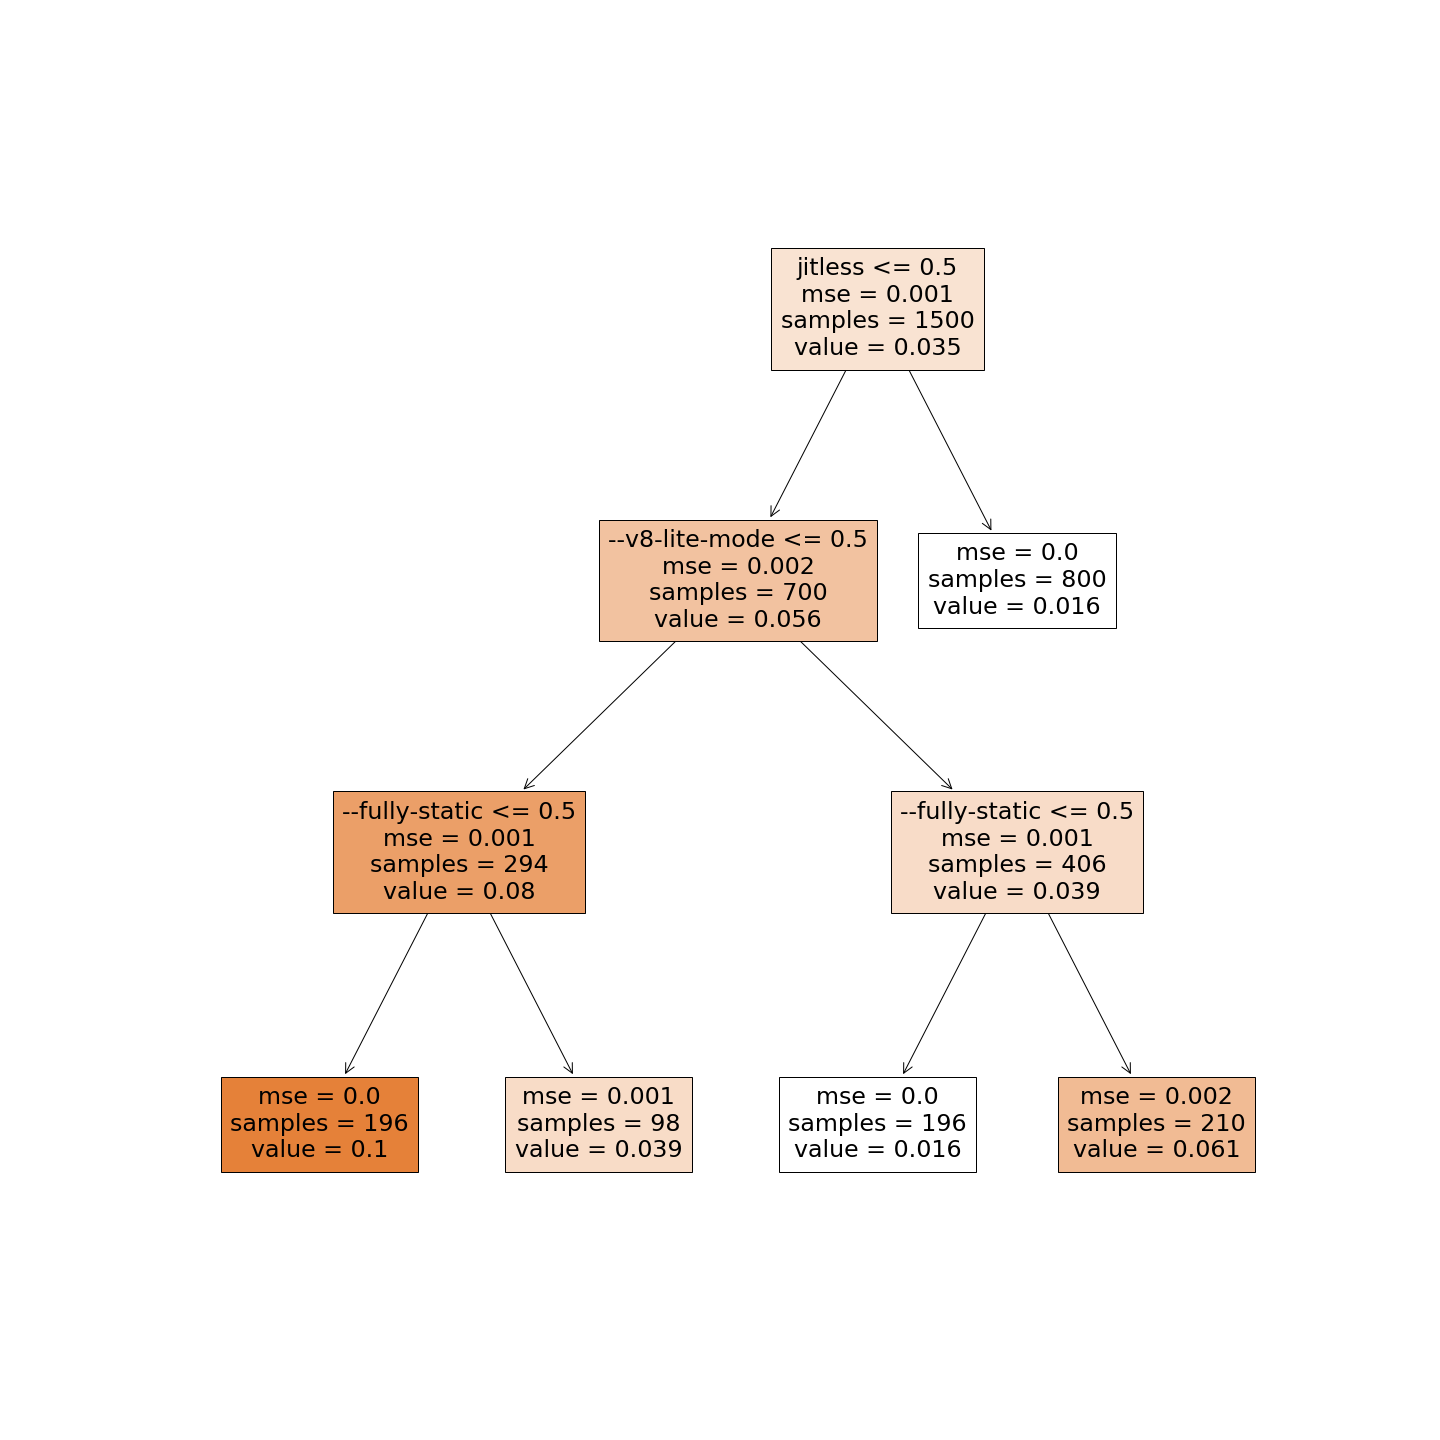 jitless <= 0.5
mse = 0.001
samples = 1500
value = 0.035
--v8-lite-mode <= 0.5
mse = 0.002
samples = 700
value = 0.056
mse = 0.0
samples = 800
value = 0.016
--fully-static <= 0.5
mse = 0.001
samples = 294
value = 0.08
--fully-static <= 0.5
mse = 0.001
samples = 406
value = 0.039
mse = 0.0
samples = 196
value = 0.1
mse = 0.001
samples = 98
value = 0.039
mse = 0.0
samples = 196
value = 0.016
mse = 0.002
samples = 210
value = 0.061